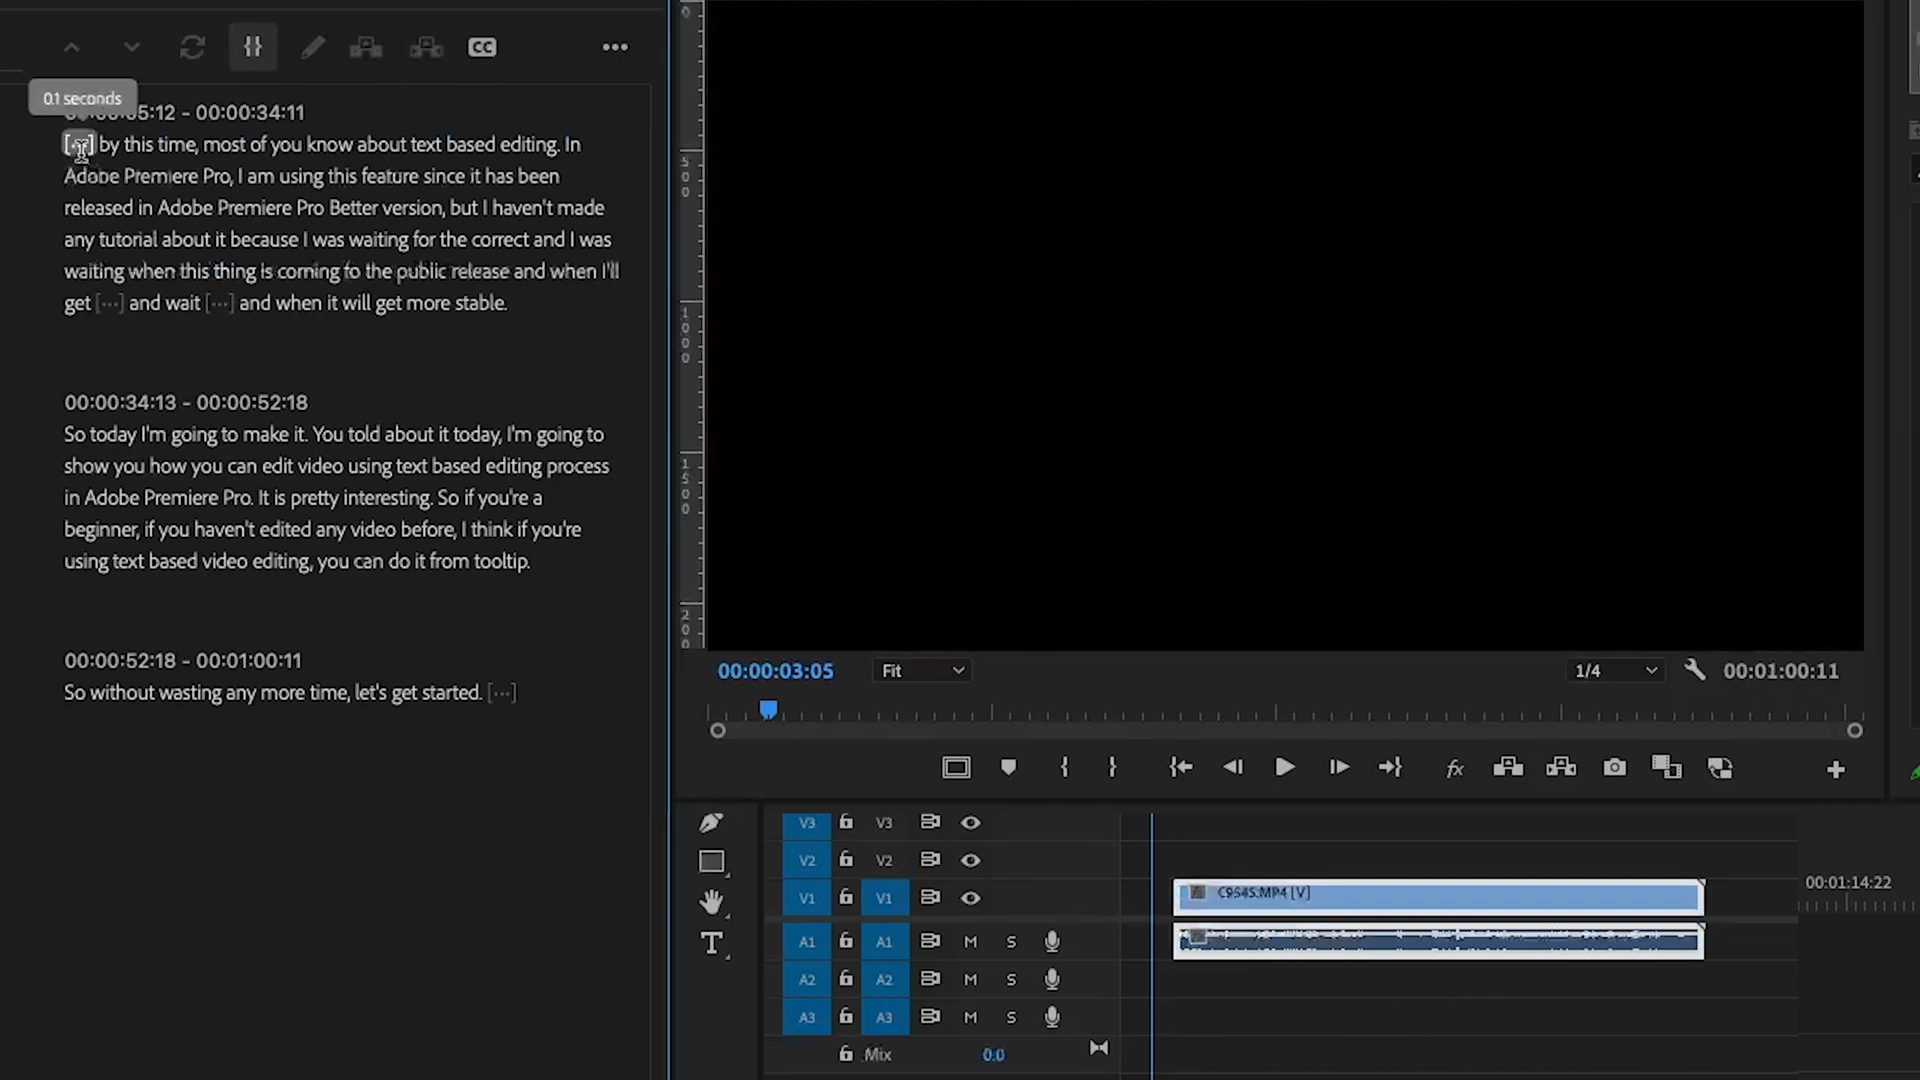 CC
0.1 seconds
05:12 - 00:00:34:11
[...] by this time, most of you know about text based editing. In
Adobe Premiere Pro, I am using this feature since it has been
released in Adobe Premiere Pro Better version, but I haven't made
any tutorial about it because I was waiting for the correct and I was
waiting when this thing is coming to the public release and when I'll
get [...] and wait [...] and when it will get more stable.
00:00:34:13 - 00:00:52:18
So today I'm going to make it. You told about it today, I'm going to
show you how you can edit video using text based editing process
in Adobe Premiere Pro. It is pretty interesting. So if you're a
beginner, if you haven't edited any video before, I think if you're
using text based video editing, you can do it from tooltip.
00:00:52:18 - 00:01:00:11
So without wasting any more time, let's get started. [...]
0
500
1000
1500
200
00:00:03:05 Fit 1/4 00:01:00:11
fx
V3 V3
V2 V2
V1 V1
A1 A1 M S
A2 A2 M S
A3 A3 M S
Mix 0.0
C9545.MP4 [V]
00:01:14:22
T